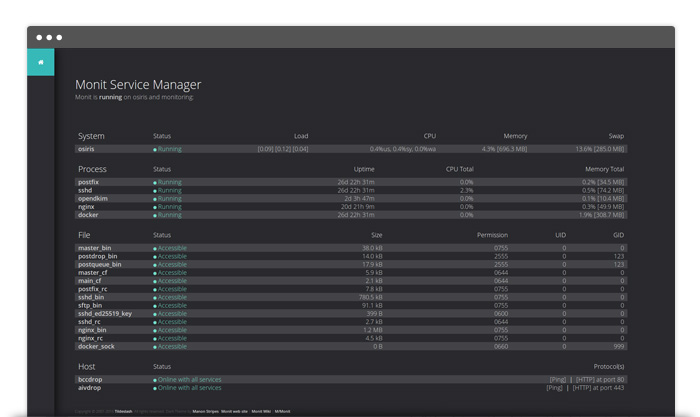 Monit Service Manager
Monit is running on osiris and monitoring.
System Status Load CPU Memory Swap
osiris Running [0.09] [0.12] [0.04] 0.4%us, 0.4%sy, 0.0%wa 4.3% [696.3 MB] 13.6% [285.0 MB]
Process Status Uptime CPU Total Memory Total
postfix Running 26d 22h 31m 0.0% 0.2% [34.5 MB]
sshd Running 26d 22h 31m 2.3% 0.5% [74.2 MB]
opendkim Running 2d 3h 47m 0.0% 0.1% [10.4 MB]
nginx Running 20d 21h 9m 0.0% 0.3% [49.9 MB]
docker Running 26d 22h 31m 0.0% 1.9% [308.7 MB]
File Status Size Permission UID GID
master_bin Accessible 38.0 kB 0755 0 0
postdrop_bin Accessible 14.0 kB 2555 0 123
postqueue_bin Accessible 17.9 kB 2555 0 123
master_cf Accessible 5.9 kB 0644 0 0
main_cf Accessible 2.1 kB 0644 0 0
postfix_rc Accessible 7.8 kB 0755 0 0
sshd_bin Accessible 780.5 kB 0755 0 0
sftp_bin Accessible 91.1 kB 0755 0 0
sshd_ed25519_key Accessible 399 B 0600 0 0
sshd_rc Accessible 2.7 kB 0644 0 0
nginx_bin Accessible 1.2 MB 0755 0 0
nginx_rc Accessible 4.5 kB 0755 0 0
docker_sock Accessible 0 B 0660 0 999
Host Status Protocol(s)
bccdrop Online with all services [Ping] | [HTTP] at port 80
aivdrop Online with all services [Ping] | [HTTP] at port 443
Monit web site Monit Wiki M/Monit